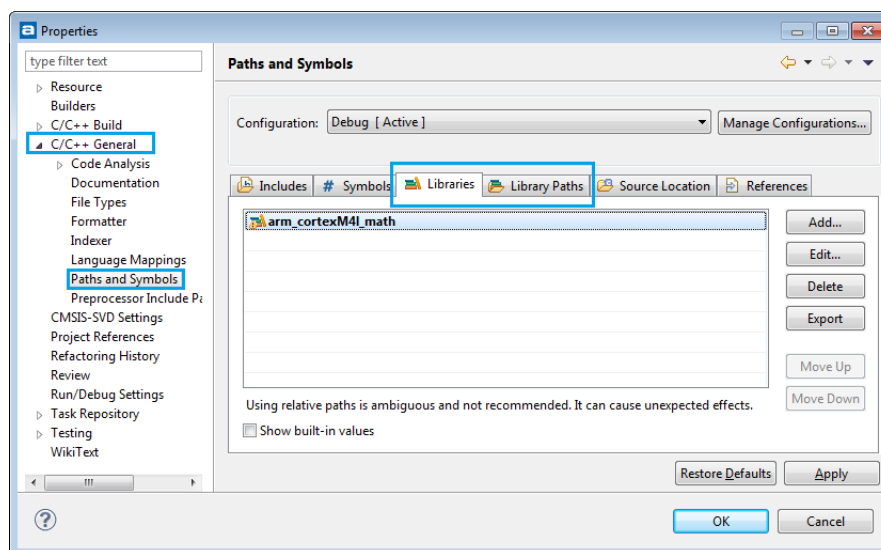 Properties
type filter text
Resource
Builders
C/C++ Build
C/C++ General
Code Analysis
Documentation
File Types
Formatter
Indexer
Language Mappings
Paths and Symbols
Preprocessor Include Pa
CMSIS-SVD Settings
Project References
Refactoring History
Review
Run/Debug Settings
Task Repository
Testing
WikiText
Paths and Symbols
Configuration: Debug [ Active ] Manage Configurations...
Includes # Symbols Libraries Library Paths Source Location References
arm_cortexM4l_math
Add...
Edit...
Delete
Export
Move Up
Move Down
Using relative paths is ambiguous and not recommended. It can cause unexpected effects.
Show built-in values
Restore Defaults Apply
OK Cancel